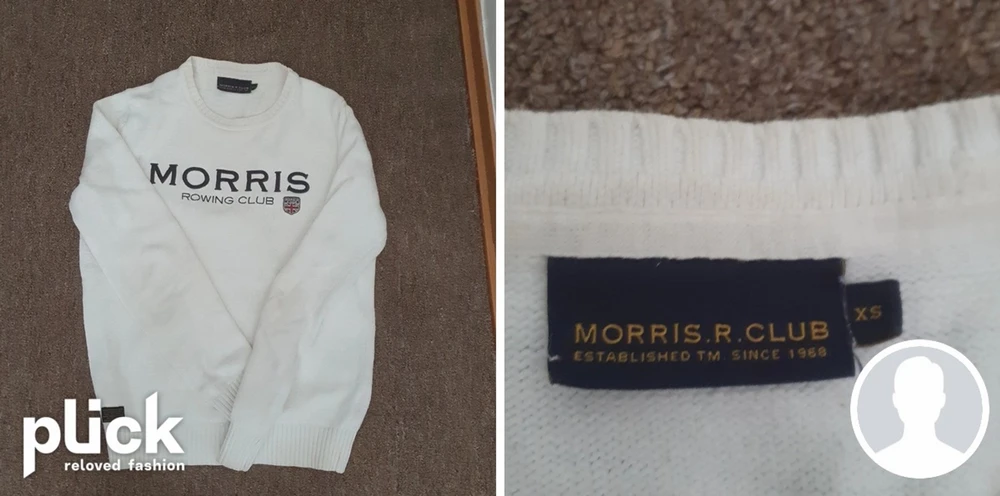 MORRIS
ROWING CLUB
plick
reloved fashion
MORRIS.R.CLUB
ESTABLISHED TM. SINCE 1968
XS